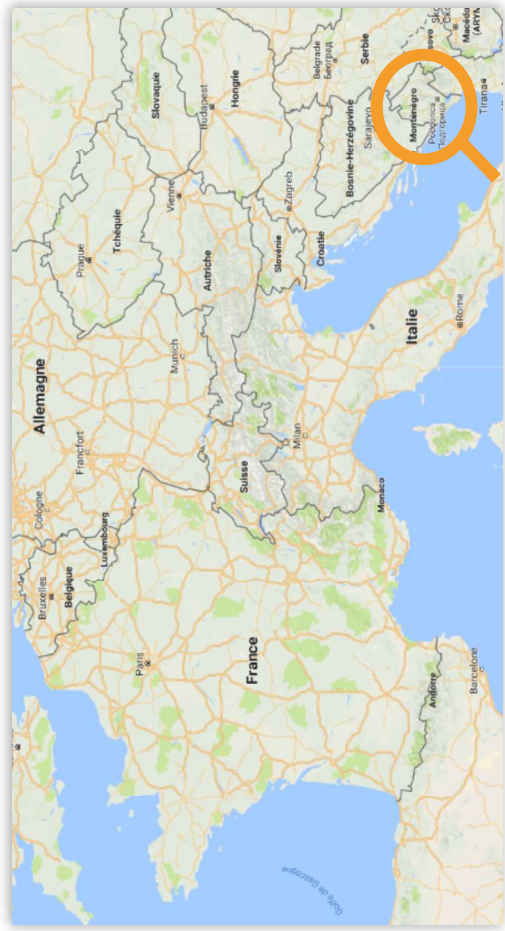 Allemagne
Cologne
Francfort
Bruxelles
Belgique
Luxembourg
Prague
Tchéquie
Slovaquie
Munich
Vienne
Autriche
Budapest
Hongrie
Paris
France
Suisse
Milan
Slovénie
Zagreb
Croatie
Belgrade
Београд
Serbie
Bosnie-Herzégovine
Sarajevo
Monténégro
Podgorica
Подгорица
Monaco
Italie
Rome
Andorre
Barcelone
Golfe de Gascogne
Tirana
Macédo
(ARYM